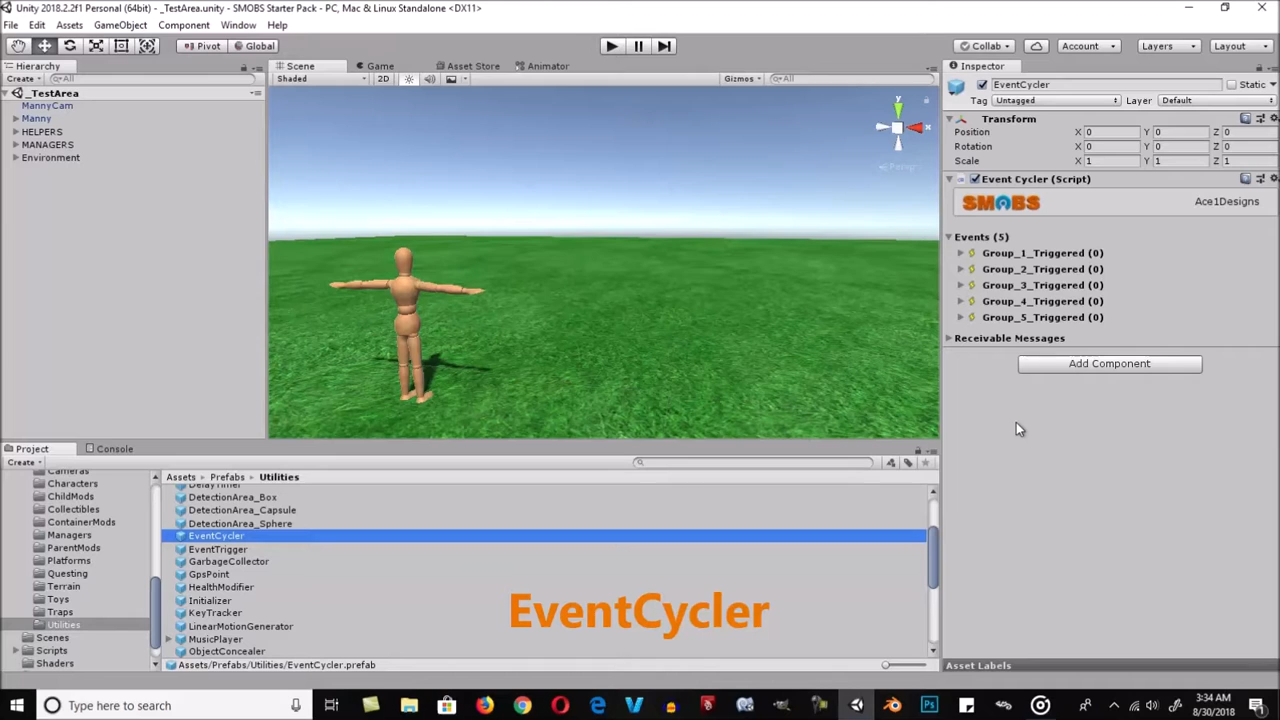 Unity 2018.2.2f1 Personal (64bit) - _TestArea.unity - SMOBS Starter Pack - PC, Mac & Linux Standalone <DX11>
File Edit Assets GameObject Component Window Help
Pivot Global Collab Account Layers Layout
Hierarchy Scene Game Asset Store Animator Inspector
Create All Shaded 2D Gizmos All EventCycler Static
_TestArea
Tag Untagged Layer Default
MannyCam
Manny
HELPERS
MANAGERS
Environment
y
x
Persp
Transform
Position X 0 Y 0 Z 0
Rotation X 0 Y 0 Z 0
Scale X 1 Y 1 Z 1
Event Cycler (Script)
SMOBS Ace1Designs
Events (5)
Group_1_Triggered (0)
Group_2_Triggered (0)
Group_3_Triggered (0)
Group_4_Triggered (0)
Group_5_Triggered (0)
Receivable Messages
Add Component
Project Console
Create
Assets Prefabs Utilities
Cameras
Characters
ChildMods
Collectibles
ContainerMods
Managers
ParentMods
Platforms
Questing
Terrain
Toys
Traps
Utilities
Scenes
Scripts
Shaders
DelayTimer
DetectionArea_Box
DetectionArea_Capsule
DetectionArea_Sphere
EventCycler
EventTrigger
GarbageCollector
GpsPoint
HealthModifier
Initializer
KeyTracker
LinearMotionGenerator
MusicPlayer
ObjectConcealer
EventCycler
Assets/Prefabs/Utilities/EventCycler.prefab
Asset Labels
Type here to search
Ps
3:34 AM
8/30/2018